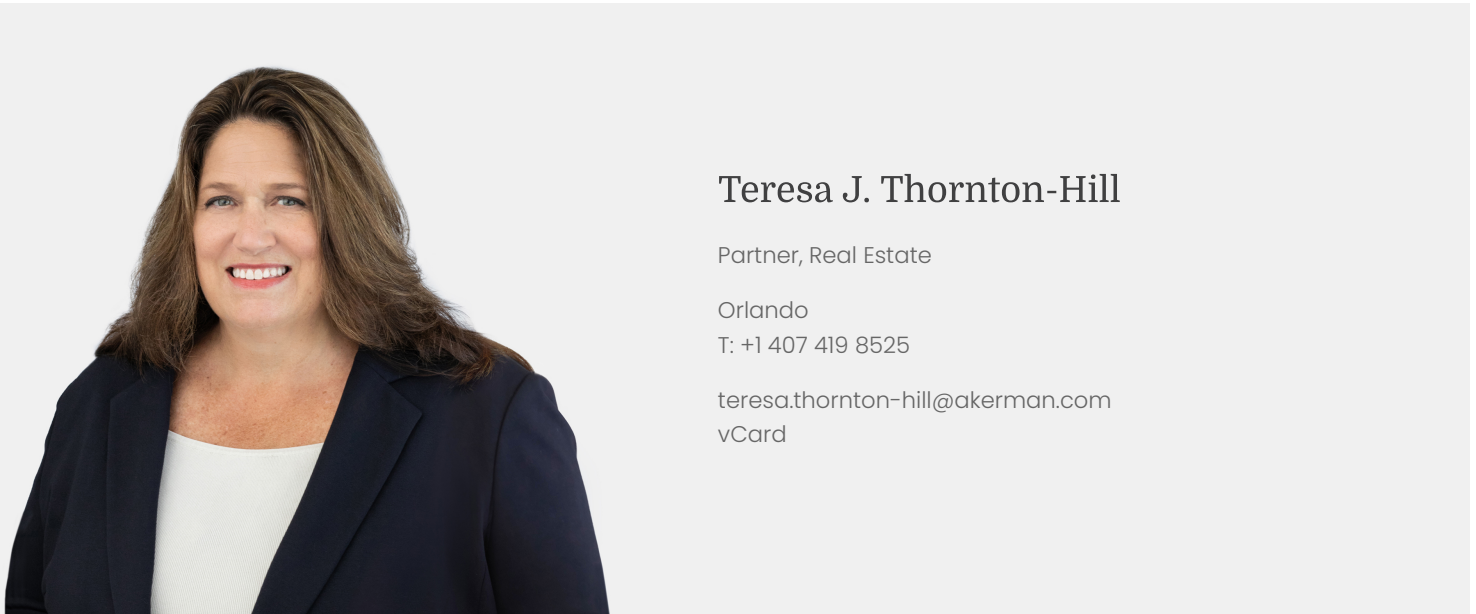 Teresa J. Thornton-Hill
Partner, Real Estate
Orlando
T: +1 407 419 8525
teresa.thornton-hill@akerman.com
vCard